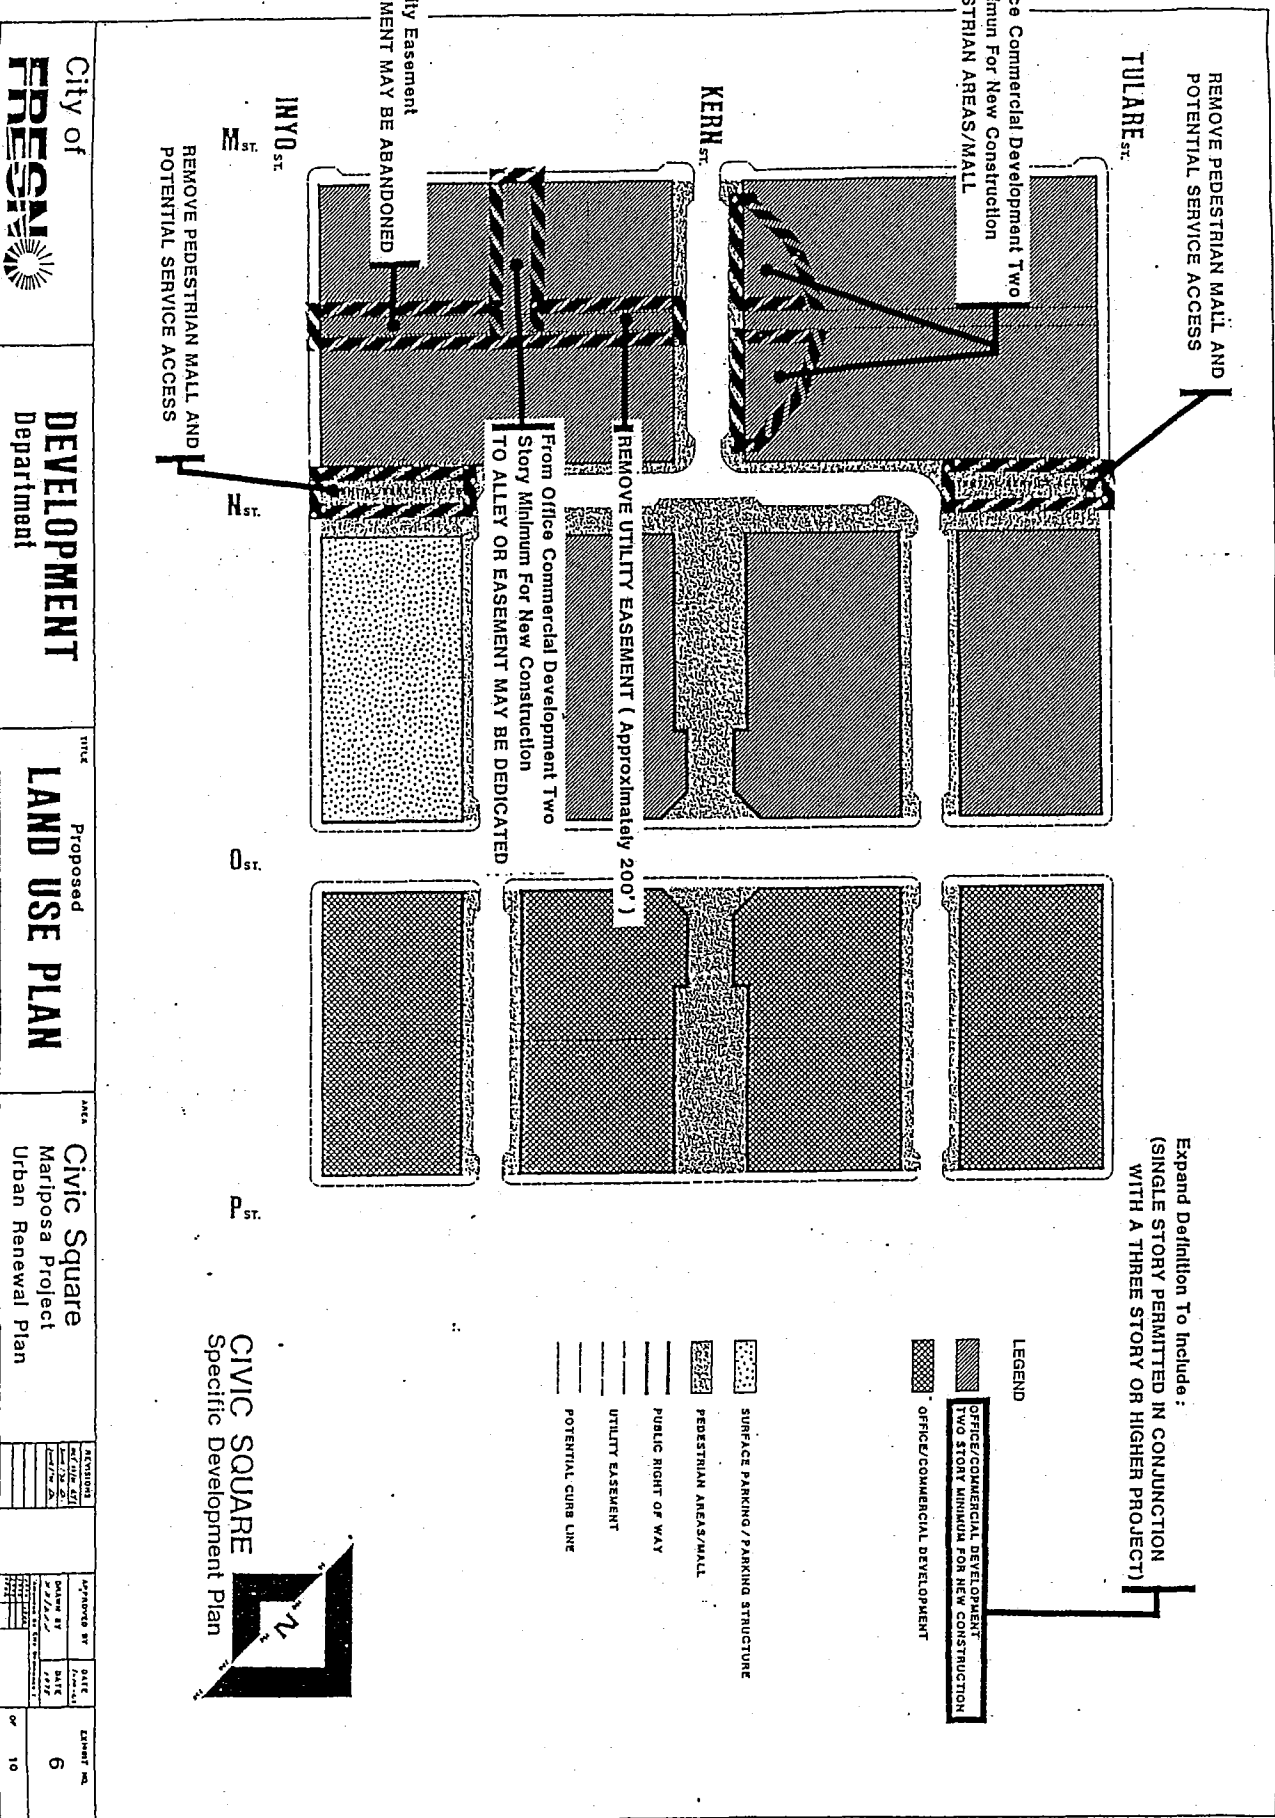 REMOVE PEDESTRIAN MALL AND
POTENTIAL SERVICE ACCESS
TULARE ST.
ce Commercial Development Two
mun For New Construction
STRIAN AREAS/MALL
KERN ST.
ity Easement
MENT MAY BE ABANDONED
INYO ST.
M ST.
REMOVE PEDESTRIAN MALL AND
POTENTIAL SERVICE ACCESS
N ST.
REMOVE UTILITY EASEMENT ( Approximately 200' )
From Office Commercial Development Two
Story Minimum For New Construction
TO ALLEY OR EASEMENT MAY BE DEDICATED
O ST.
P ST.
Expand Definition To Include:
(SINGLE STORY PERMITTED IN CONJUNCTION
WITH A THREE STORY OR HIGHER PROJECT)
LEGEND
OFFICE/COMMERCIAL DEVELOPMENT
TWO STORY MINIMUM FOR NEW CONSTRUCTION
OFFICE/COMMERCIAL DEVELOPMENT
SURFACE PARKING/PARKING STRUCTURE
PEDESTRIAN AREAS/MALL
PUBLIC RIGHT OF WAY
UTILITY EASEMENT
POTENTIAL CURB LINE
CIVIC SQUARE
Specific Development Plan
N
City of
FRESNO
DEVELOPMENT
Department
TITLE
Proposed
LAND USE PLAN
AREA
Civic Square
Mariposa Project
Urban Renewal Plan
REVISIONS
APPROVED BY
DATE
DRAWN BY
DATE
EXHIBIT NO.
6
OF 10